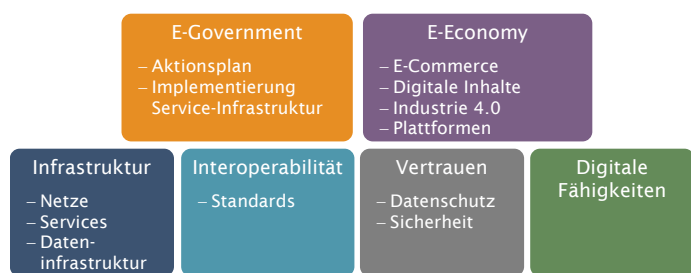 E-Government
– Aktionsplan
– Implementierung
Service-Infrastruktur
E-Economy
– E-Commerce
– Digitale Inhalte
– Industrie 4.0
– Plattformen
Infrastruktur
– Netze
– Services
– Daten-
infrastruktur
Interoperabilität
– Standards
Vertrauen
– Datenschutz
– Sicherheit
Digitale
Fähigkeiten